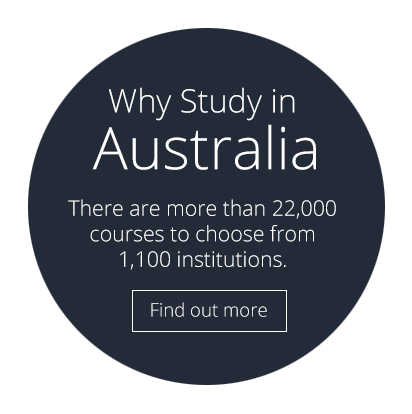 Why Study in
Australia
There are more than 22,000
courses to choose from
1,100 institutions.
Find out more